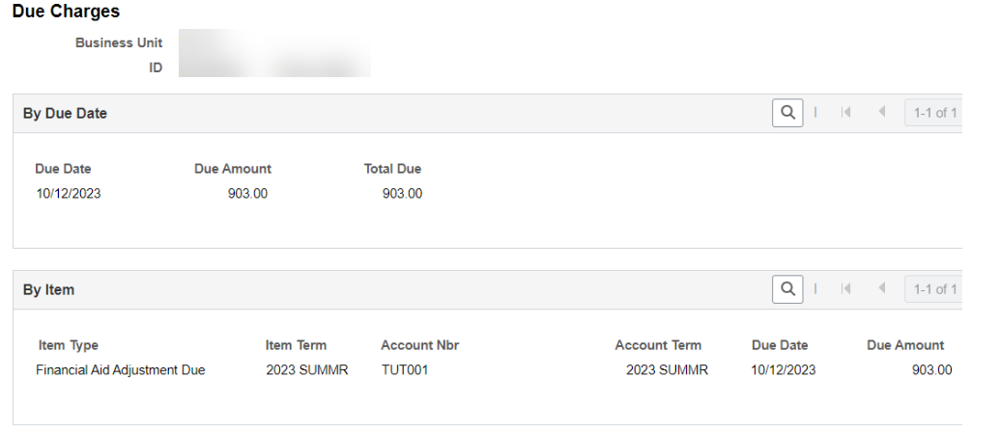 Due Charges
Business Unit
ID
By Due Date
1-1 of 1
Due Date Due Amount Total Due
10/12/2023 903.00 903.00
By Item
1-1 of 1
Item Type Item Term Account Nbr Account Term Due Date Due Amount
Financial Aid Adjustment Due 2023 SUMMR TUT001 2023 SUMMR 10/12/2023 903.00